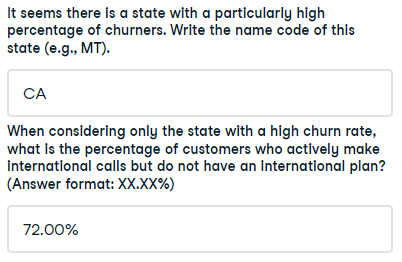 It seems there is a state with a particularly high
percentage of churners. Write the name code of this
state (e.g., MT).
CA
When considering only the state with a high churn rate,
what is the percentage of customers who actively make
international calls but do not have an international plan?
(Answer format: XX.XX%)
72.00%